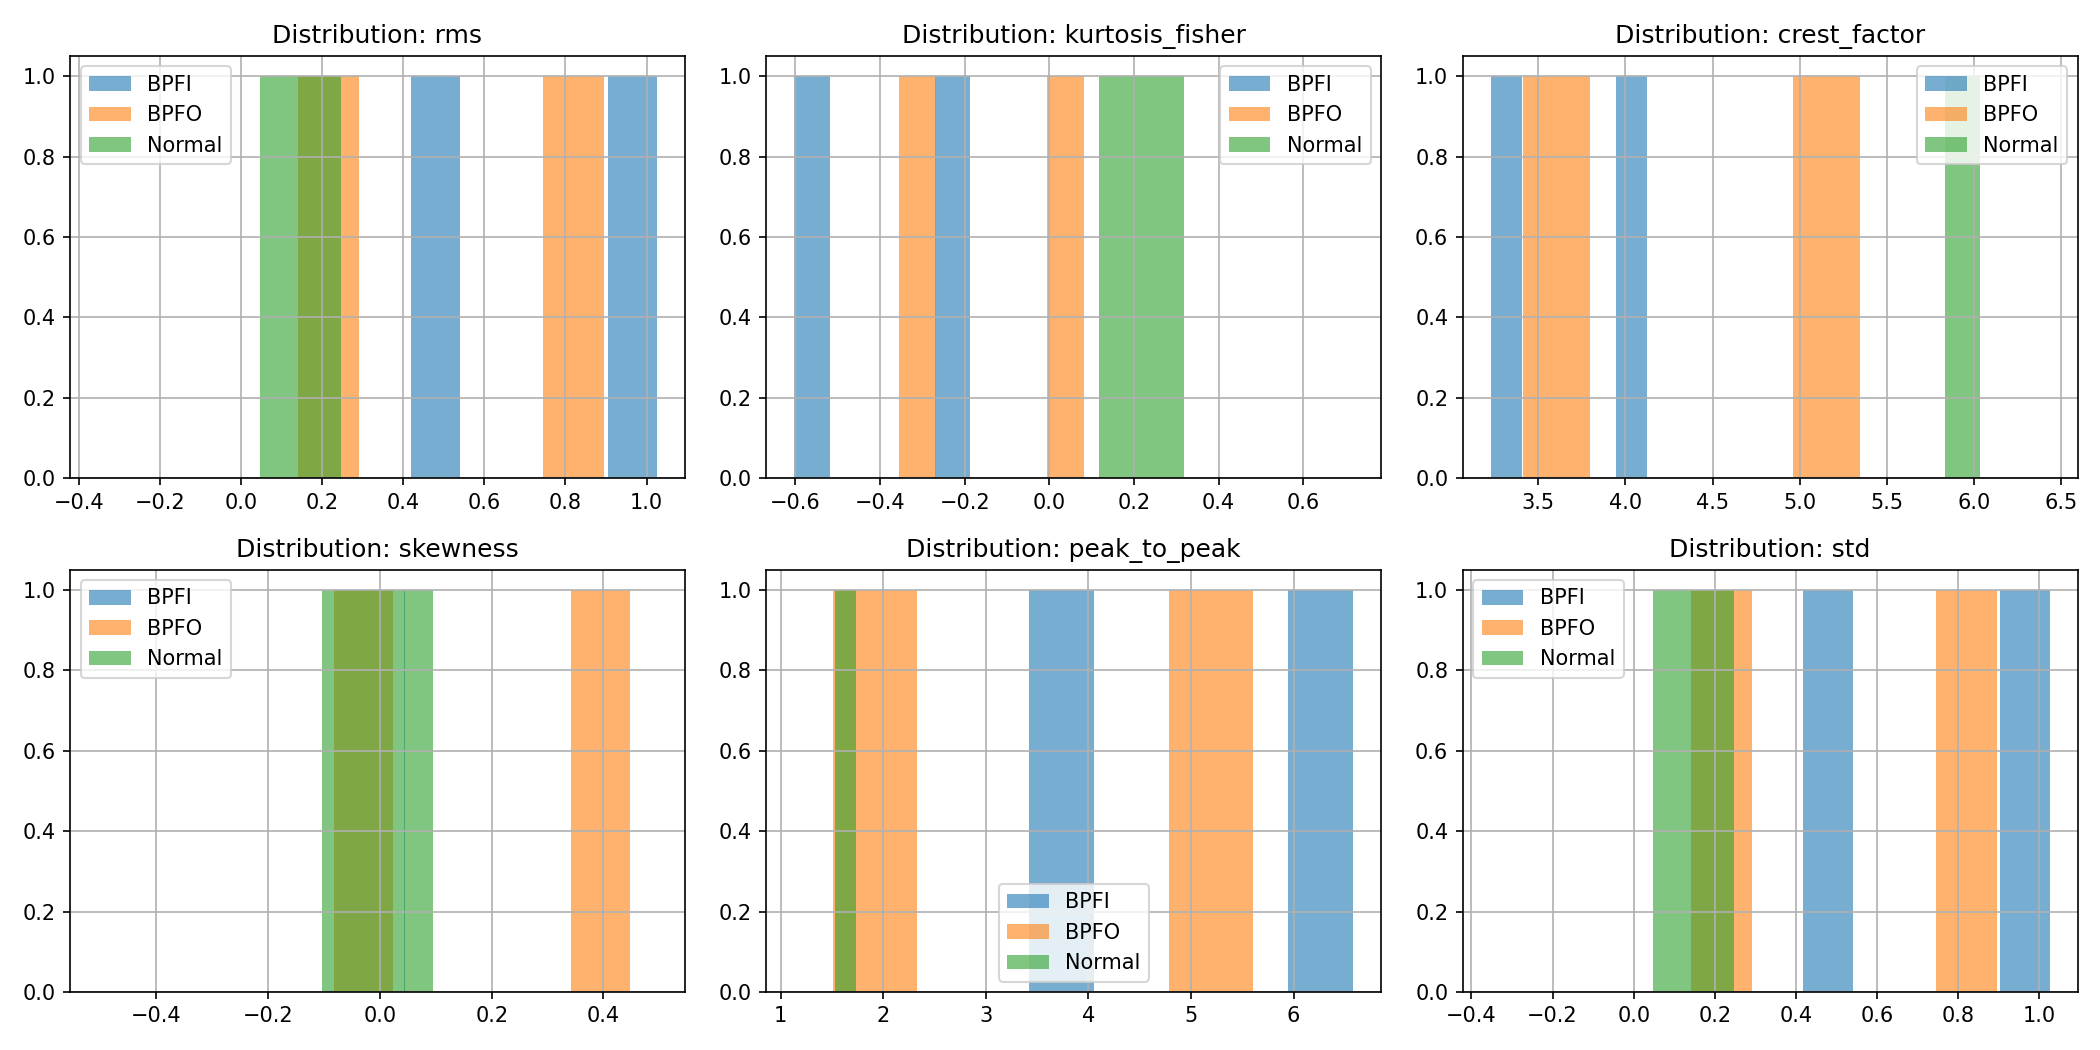 Distribution: rms
1.0
0.8
0.6
0.4
0.2
0.0
BPFI
BPFO
Normal
−0.4 −0.2 0.0 0.2 0.4 0.6 0.8 1.0
Distribution: kurtosis_fisher
1.0
0.8
0.6
0.4
0.2
0.0
BPFI
BPFO
Normal
−0.6 −0.4 −0.2 0.0 0.2 0.4 0.6
Distribution: crest_factor
1.0
0.8
0.6
0.4
0.2
0.0
BPFI
BPFO
Normal
3.5 4.0 4.5 5.0 5.5 6.0 6.5
Distribution: skewness
1.0
0.8
0.6
0.4
0.2
0.0
BPFI
BPFO
Normal
−0.4 −0.2 0.0 0.2 0.4
Distribution: peak_to_peak
1.0
0.8
0.6
0.4
0.2
0.0
BPFI
BPFO
Normal
1 2 3 4 5 6
Distribution: std
1.0
0.8
0.6
0.4
0.2
0.0
BPFI
BPFO
Normal
−0.4 −0.2 0.0 0.2 0.4 0.6 0.8 1.0